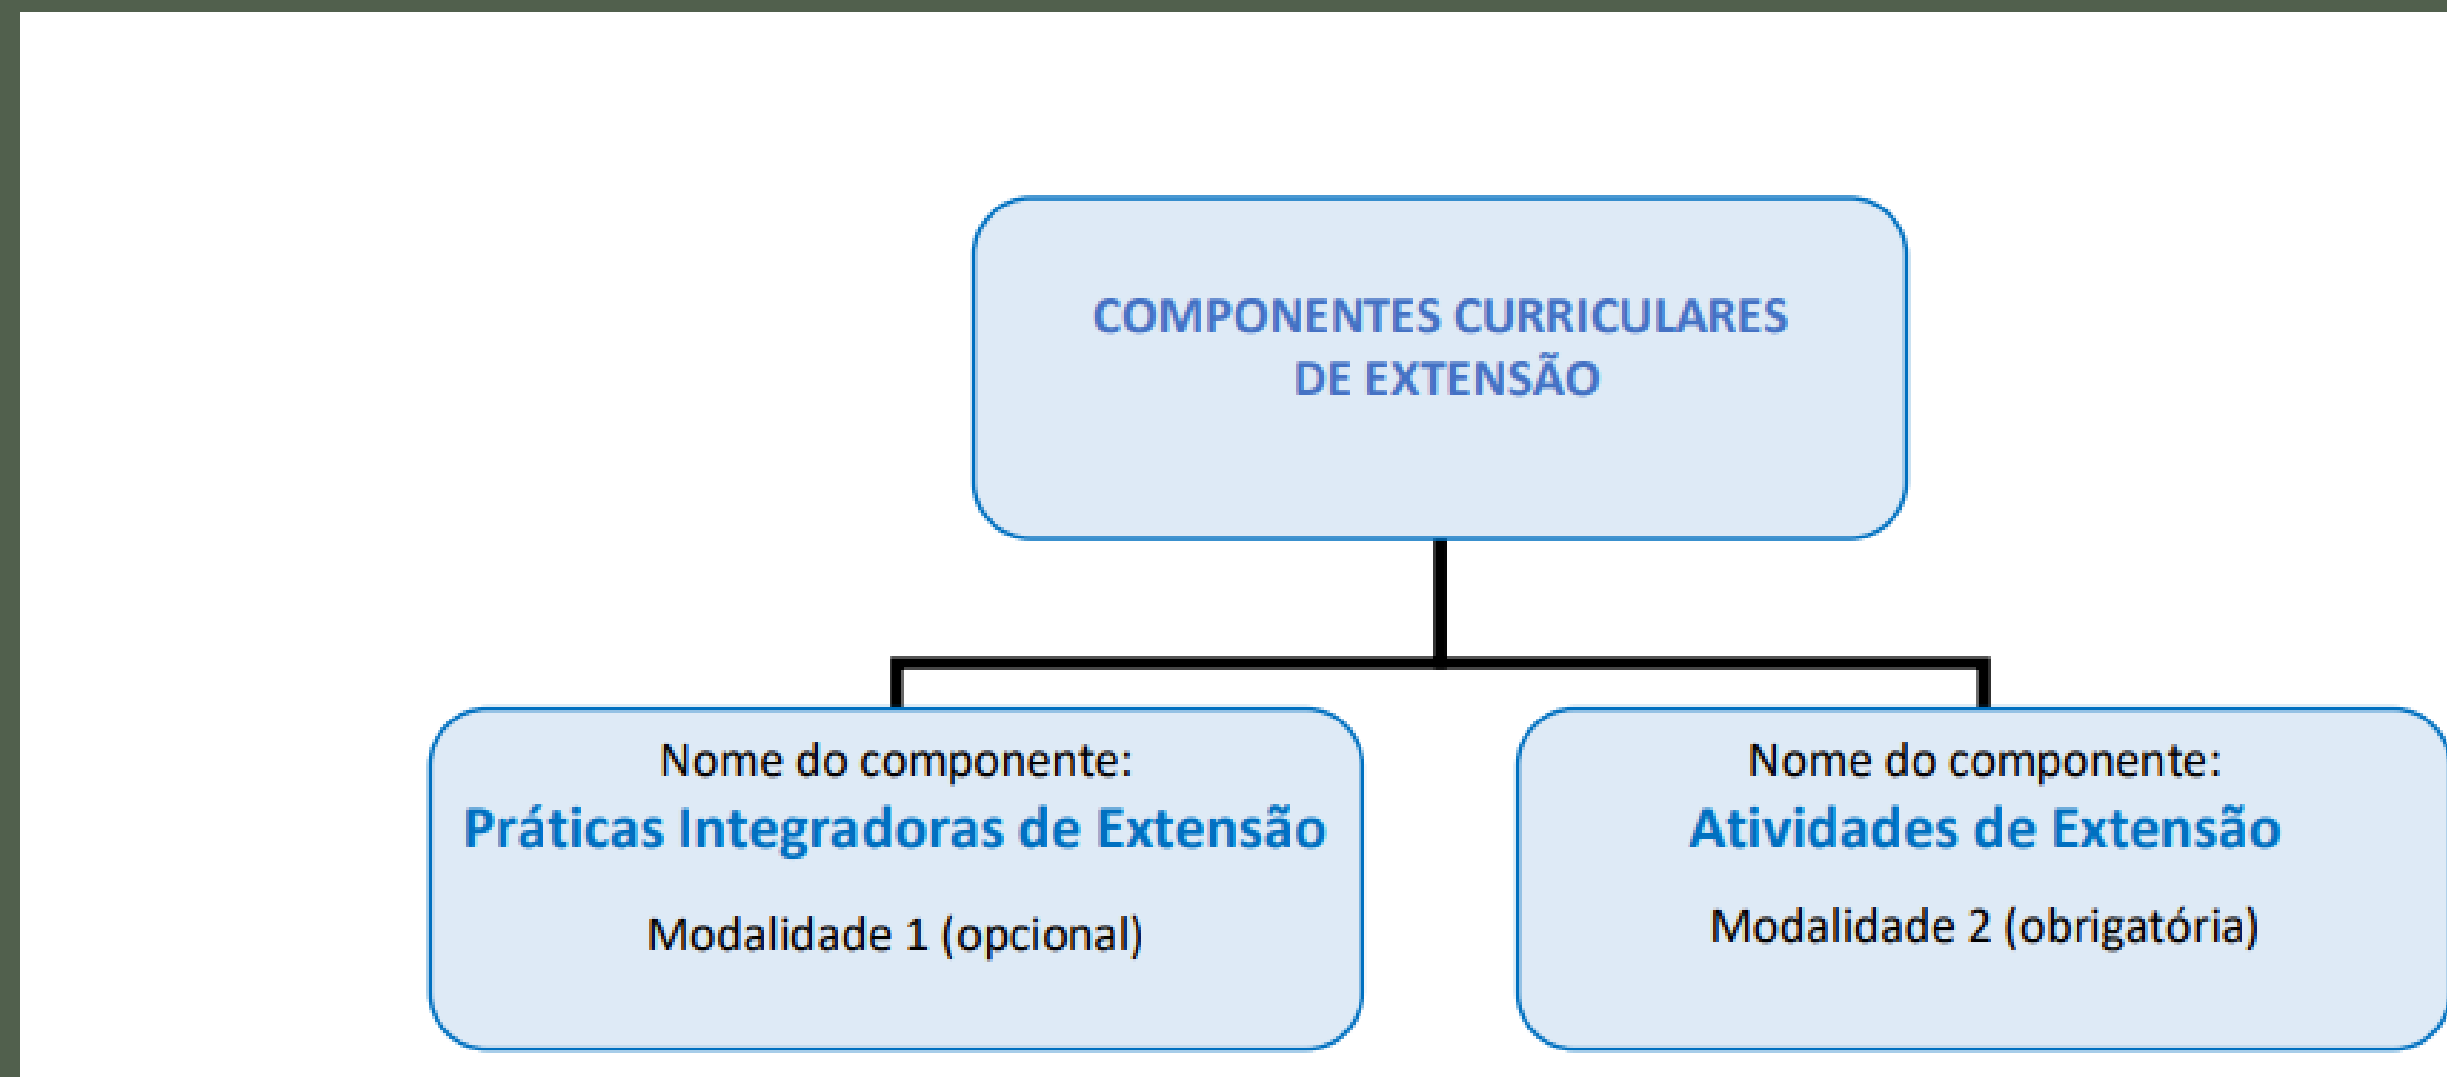 COMPONENTES CURRICULARES
DE EXTENSÃO
Nome do componente:
Práticas Integradoras de Extensão
Modalidade 1 (opcional)
Nome do componente:
Atividades de Extensão
Modalidade 2 (obrigatória)